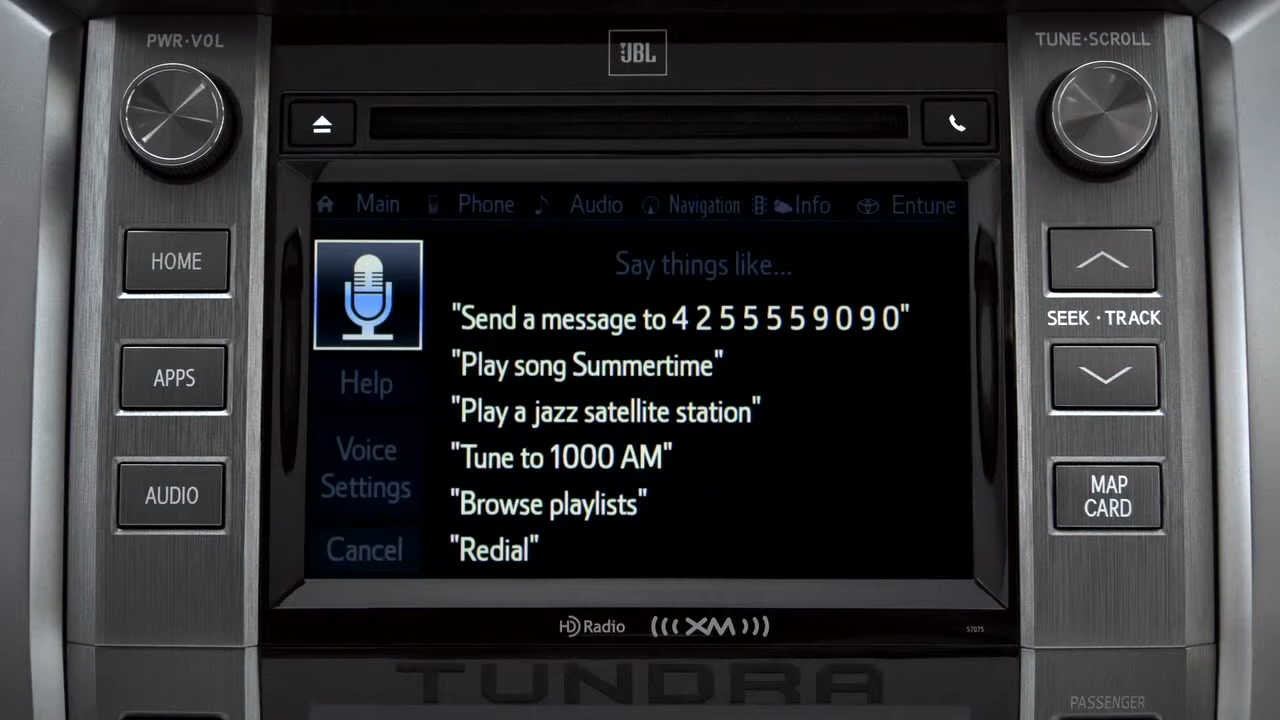 PWR·VOL
JBL
TUNE·SCROLL
Main Phone Audio Navigation Info Entune
HOME
Say things like...
SEEK · TRACK
"Send a message to 4 2 5 5 5 5 9 0 9 0"
"Play song Summertime"
APPS
Help
"Play a jazz satellite station"
Voice
Settings
"Tune to 1000 AM"
AUDIO
"Browse playlists"
MAP
CARD
Cancel
"Redial"
HD Radio
((( XM )))
57075
TUNDRA
PASSENGER